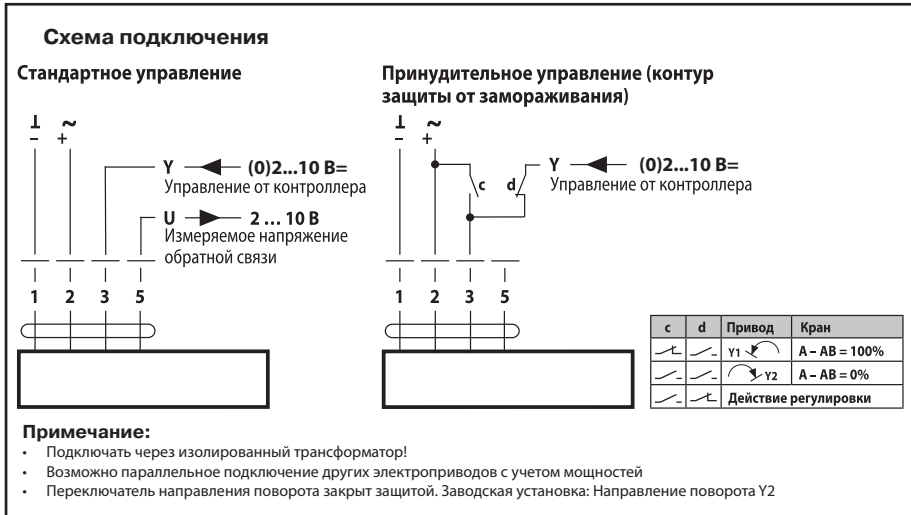 Схема подключения
Стандартное управление
⊥ ~
- +
Y (0)2...10 В=
Управление от контроллера
U 2 ... 10 В
Измеряемое напряжение
обратной связи
1 2 3 5
Принудительное управление (контур
защиты от замораживания)
⊥ ~
- +
c d Y (0)2...10 В=
Управление от контроллера
1 2 3 5
c d Привод Кран
Y1 A – AB = 100%
Y2 A – AB = 0%
Действие регулировки
Примечание:
• Подключать через изолированный трансформатор!
• Возможно параллельное подключение других электроприводов с учетом мощностей
• Переключатель направления поворота закрыт защитой. Заводская установка: Направление поворота Y2